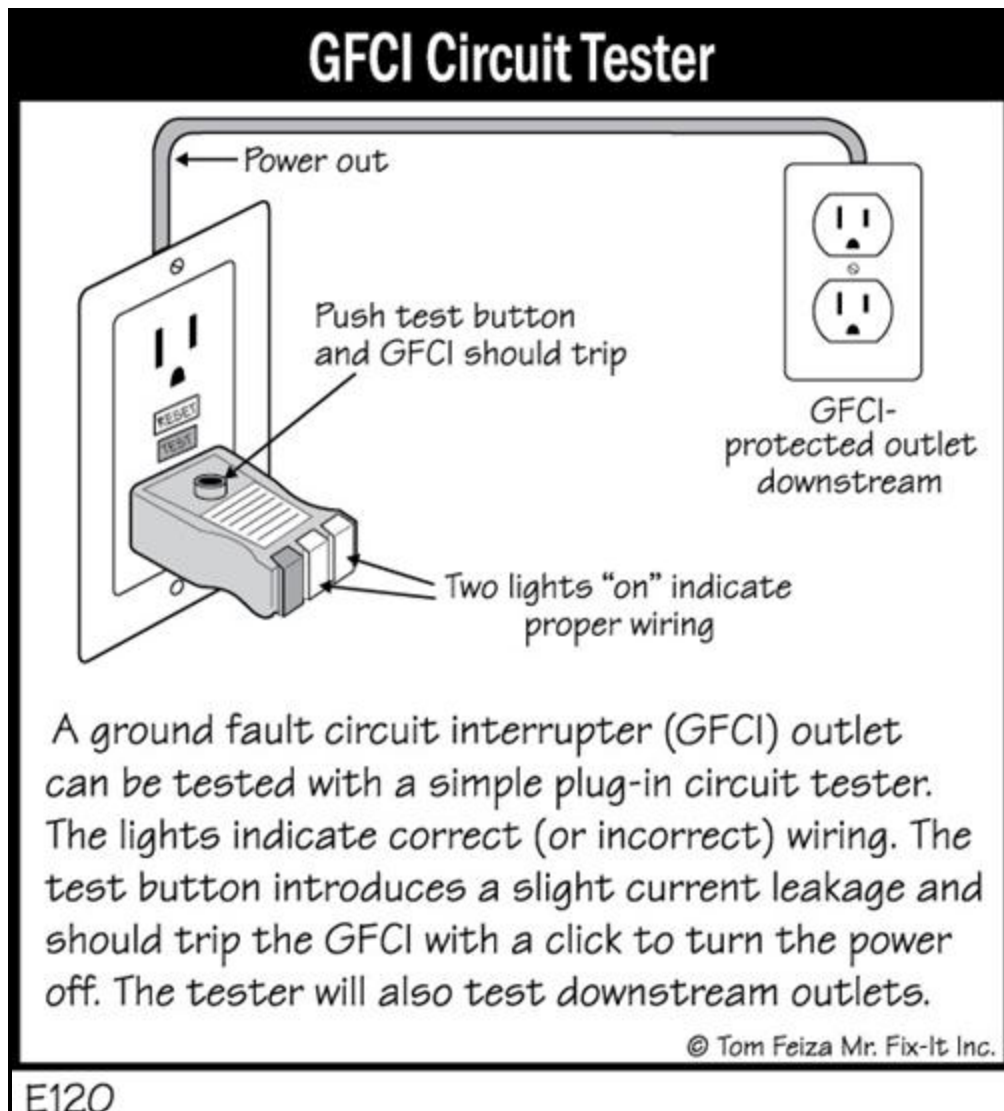 GFCI Circuit Tester
Power out
Push test button
and GFCI should trip
RESET
TEST
GFCI-
protected outlet
downstream
Two lights “on” indicate
proper wiring
A ground fault circuit interrupter (GFCI) outlet
can be tested with a simple plug-in circuit tester.
The lights indicate correct (or incorrect) wiring. The
test button introduces a slight current leakage and
should trip the GFCI with a click to turn the power
off. The tester will also test downstream outlets.
© Tom Feiza Mr. Fix-It Inc.
E120